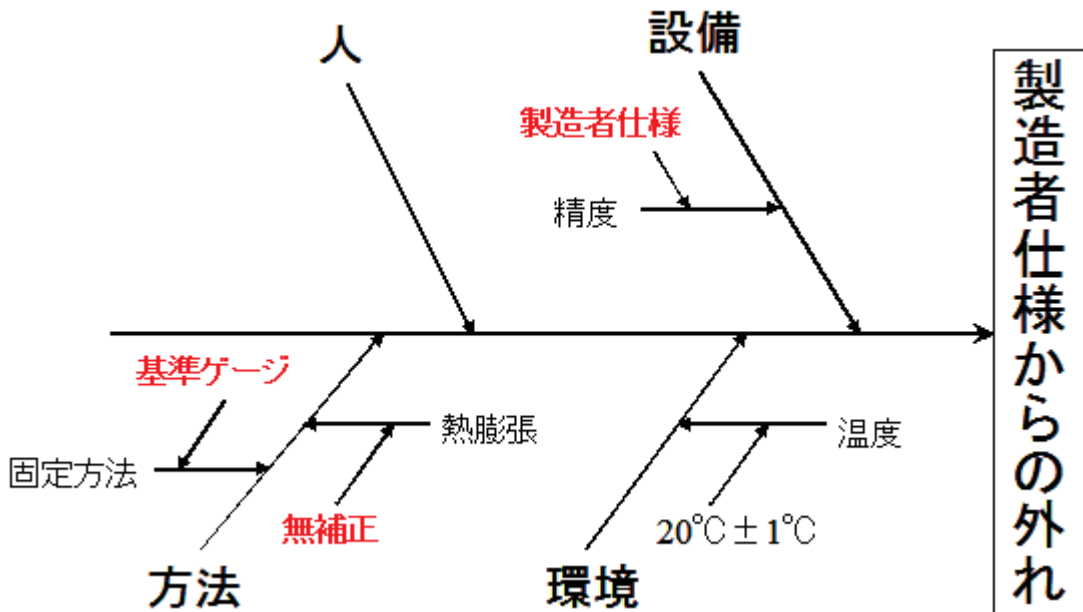 人
設備
製造者仕様
精度
基準ゲージ
熱膨張
固定方法
無補正
温度
20℃±1℃
方法
環境
製造者仕様からの外れ